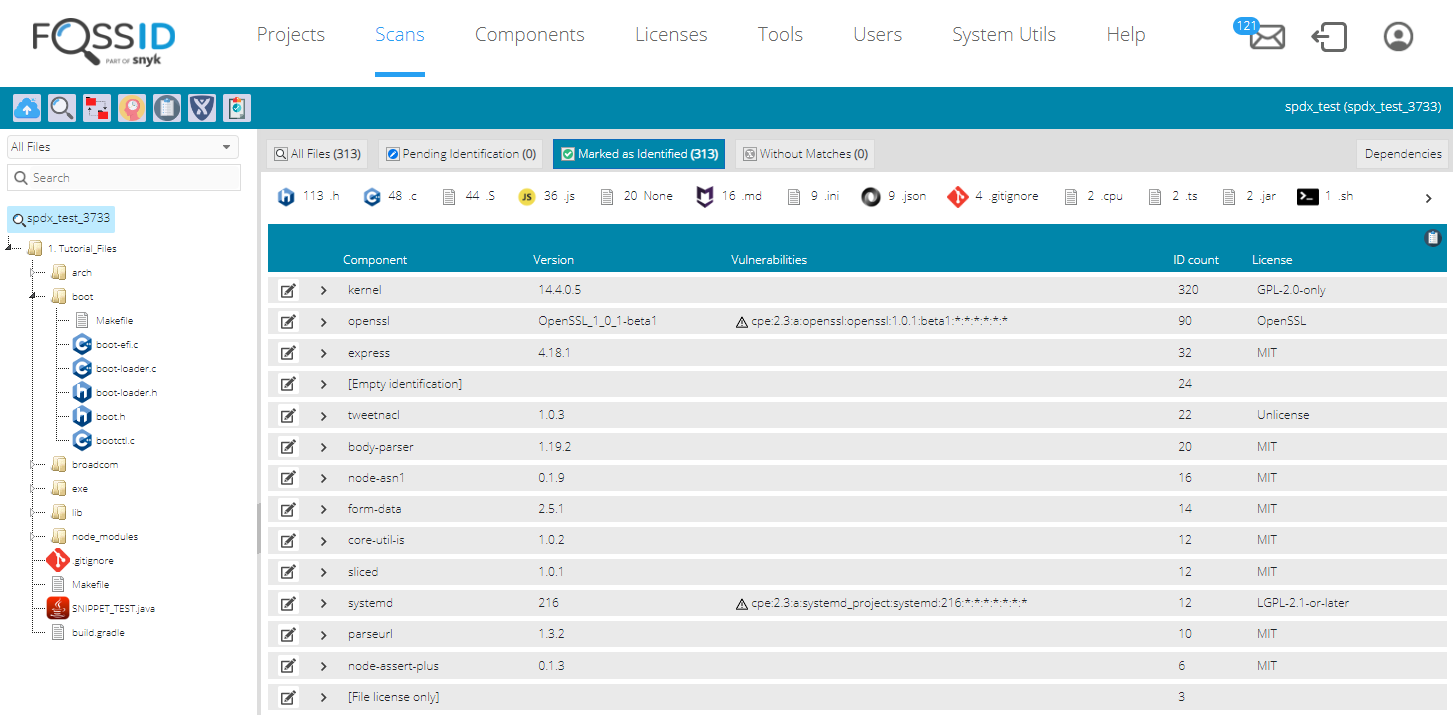 FOSSID
PART OF snyk
Projects Scans Components Licenses Tools Users System Utils Help
121
spdx_test (spdx_test_3733)
All Files
Search
spdx_test_3733
1. Tutorial_Files
arch
boot
Makefile
boot-efi.c
boot-loader.c
boot-loader.h
boot.h
bootctl.c
broadcom
exe
lib
node_modules
.gitignore
Makefile
SNIPPET_TEST.java
build.gradle
All Files (313) Pending Identification (0) Marked as Identified (313) Without Matches (0) Dependencies
113 .h 48 .c 44 .S JS 36 .js 20 None 16 .md 9 .ini 9 .json 4 .gitignore 2 .cpu 2 .ts 2 .jar 1 .sh
Component Version Vulnerabilities ID count License
kernel 14.4.0.5 320 GPL-2.0-only
openssl OpenSSL_1_0_1-beta1 cpe:2.3:a:openssl:openssl:1.0.1:beta1:*:*:*:*:*:* 90 OpenSSL
express 4.18.1 32 MIT
[Empty identification] 24
tweetnacl 1.0.3 22 Unlicense
body-parser 1.19.2 20 MIT
node-asn1 0.1.9 16 MIT
form-data 2.5.1 14 MIT
core-util-is 1.0.2 12 MIT
sliced 1.0.1 12 MIT
systemd 216 cpe:2.3:a:systemd_project:systemd:216:*:*:*:*:*:*:* 12 LGPL-2.1-or-later
parseurl 1.3.2 10 MIT
node-assert-plus 0.1.3 6 MIT
[File license only] 3